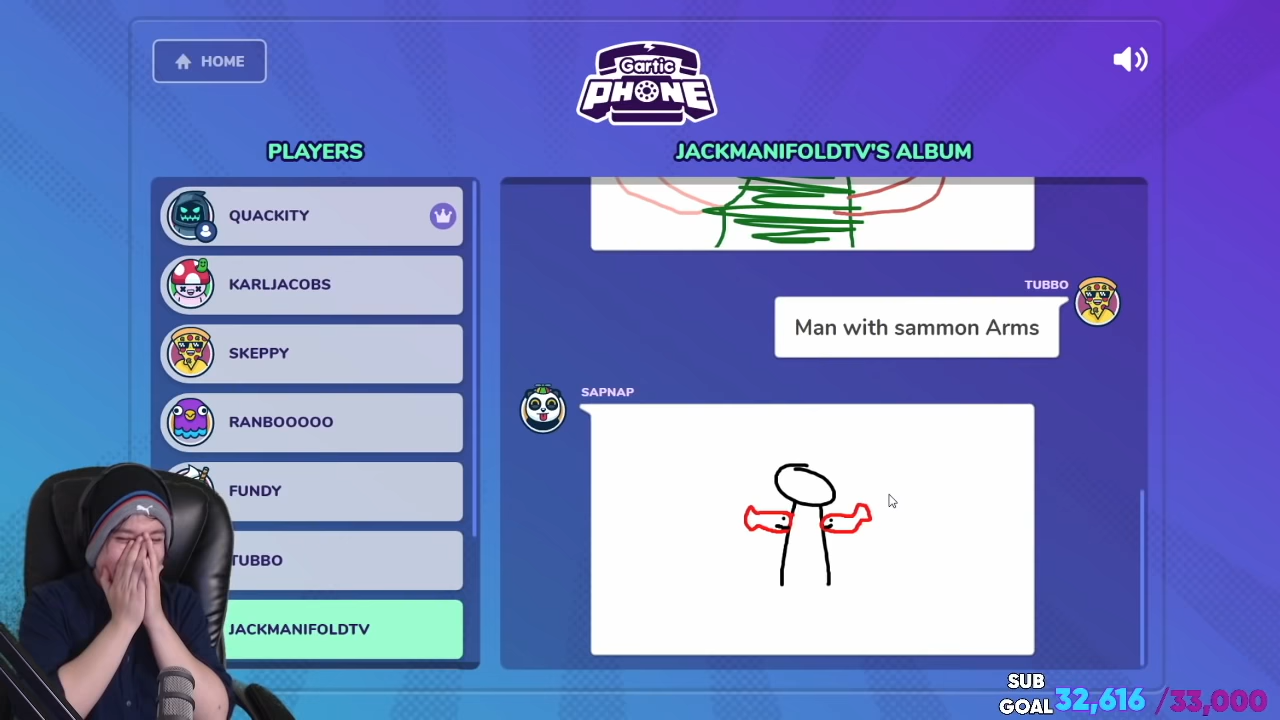 HOME
Gartic
PHONE
PLAYERS
JACKMANIFOLDTV'S ALBUM
QUACKITY
KARLJACOBS
SKEPPY
RANBOOOOO
FUNDY
TUBBO
JACKMANIFOLDTV
TUBBO
Man with sammon Arms
SAPNAP
SUB
GOAL 32,616 / 33,000